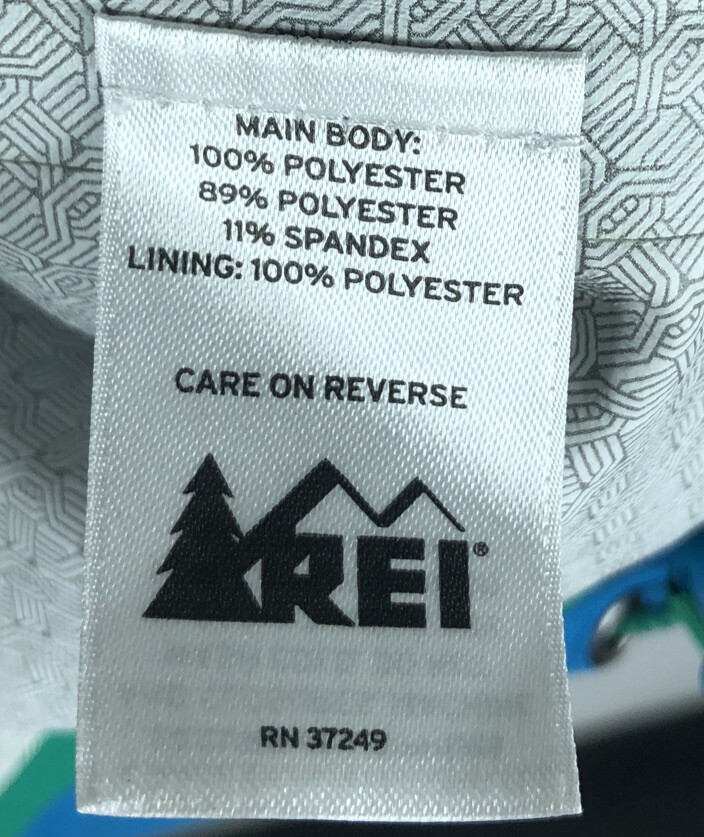 MAIN BODY:
100% POLYESTER
89% POLYESTER
11% SPANDEX
LINING: 100% POLYESTER
CARE ON REVERSE
REI®
RN 37249